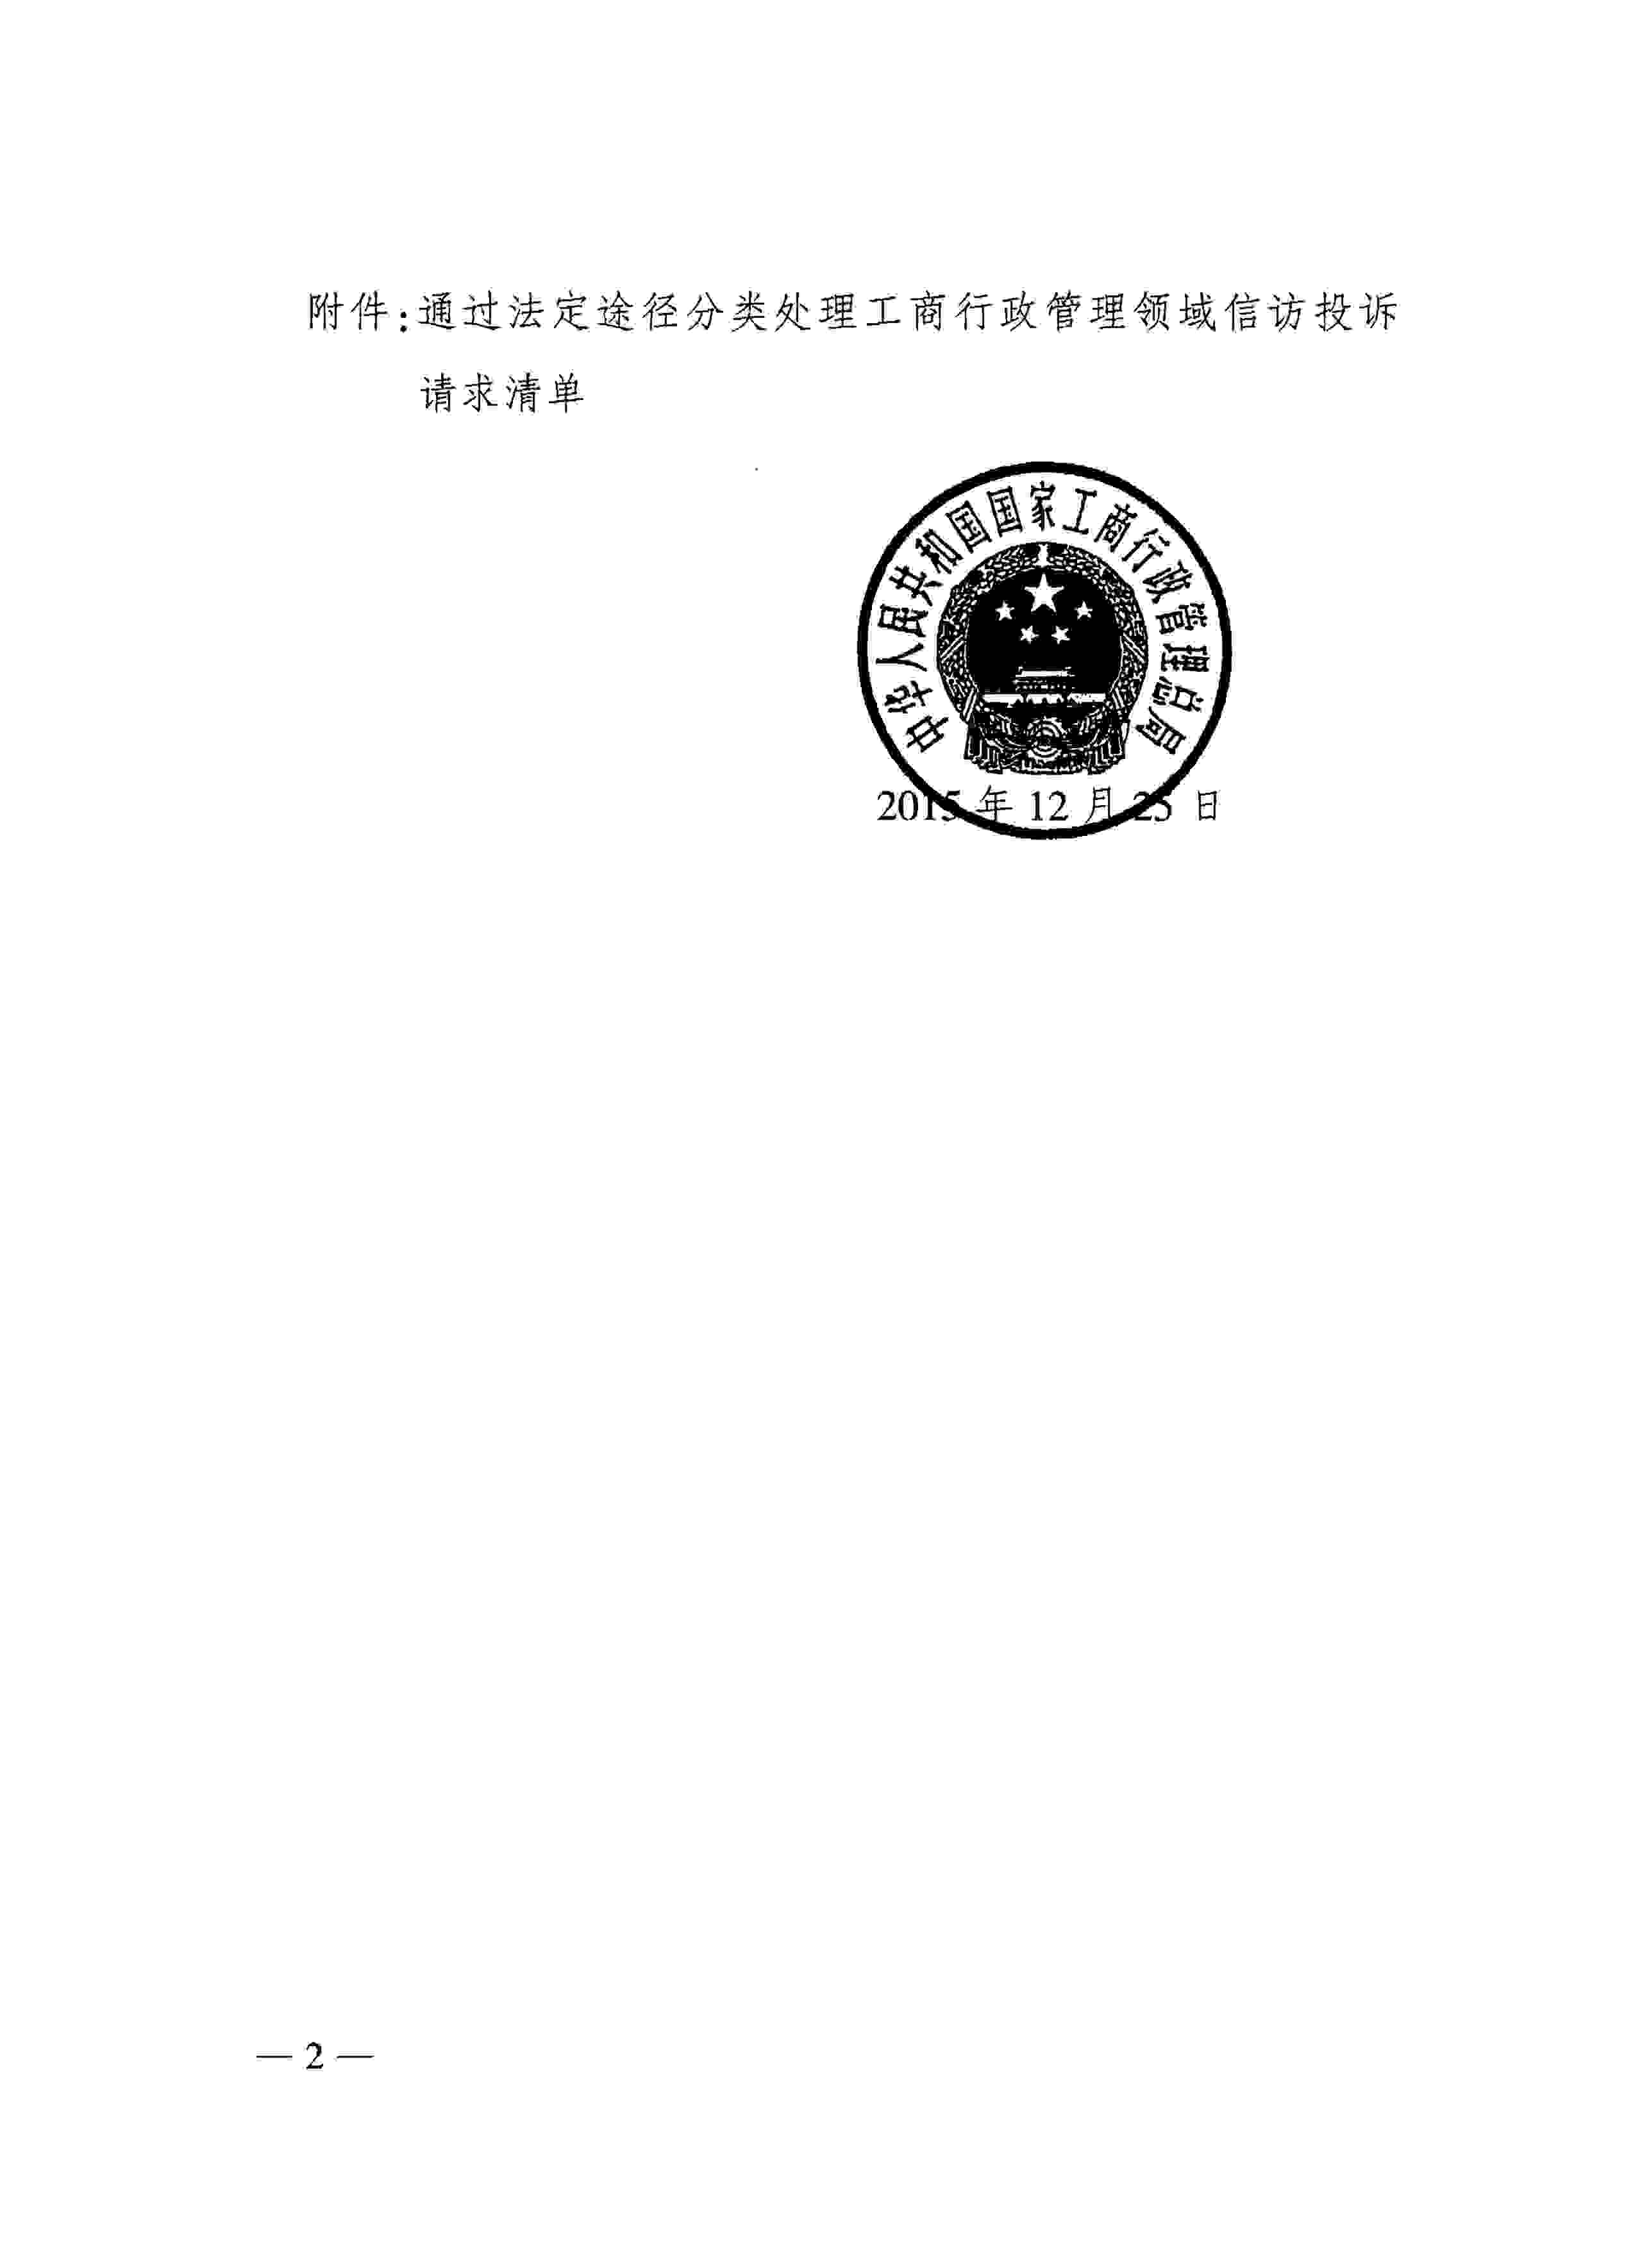 附件:通过法定途径分类处理工商行政管理领域信访投诉
请求清单
中华人民共和国国家工商行政管理总局
2015 年 12 月 25 日
— 2 —